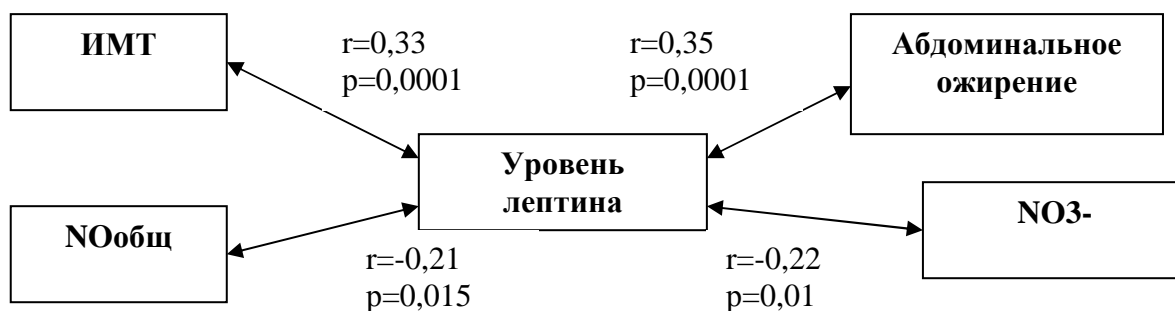 ИМТ
r=0,33
p=0,0001
r=0,35
p=0,0001
Абдоминальное
ожирение
Уровень
лептина
NOобщ
r=-0,21
p=0,015
r=-0,22
p=0,01
NO3-